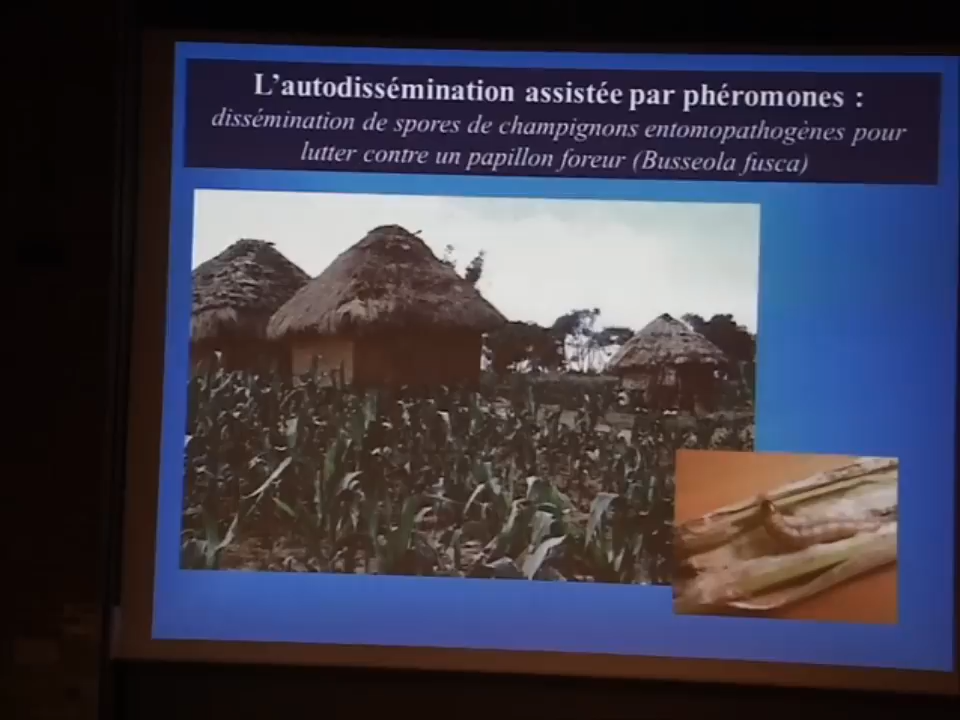 L'autodissémination assistée par phéromones :
dissémination de spores de champignons entomopathogènes pour
lutter contre un papillon foreur (Busseola fusca)